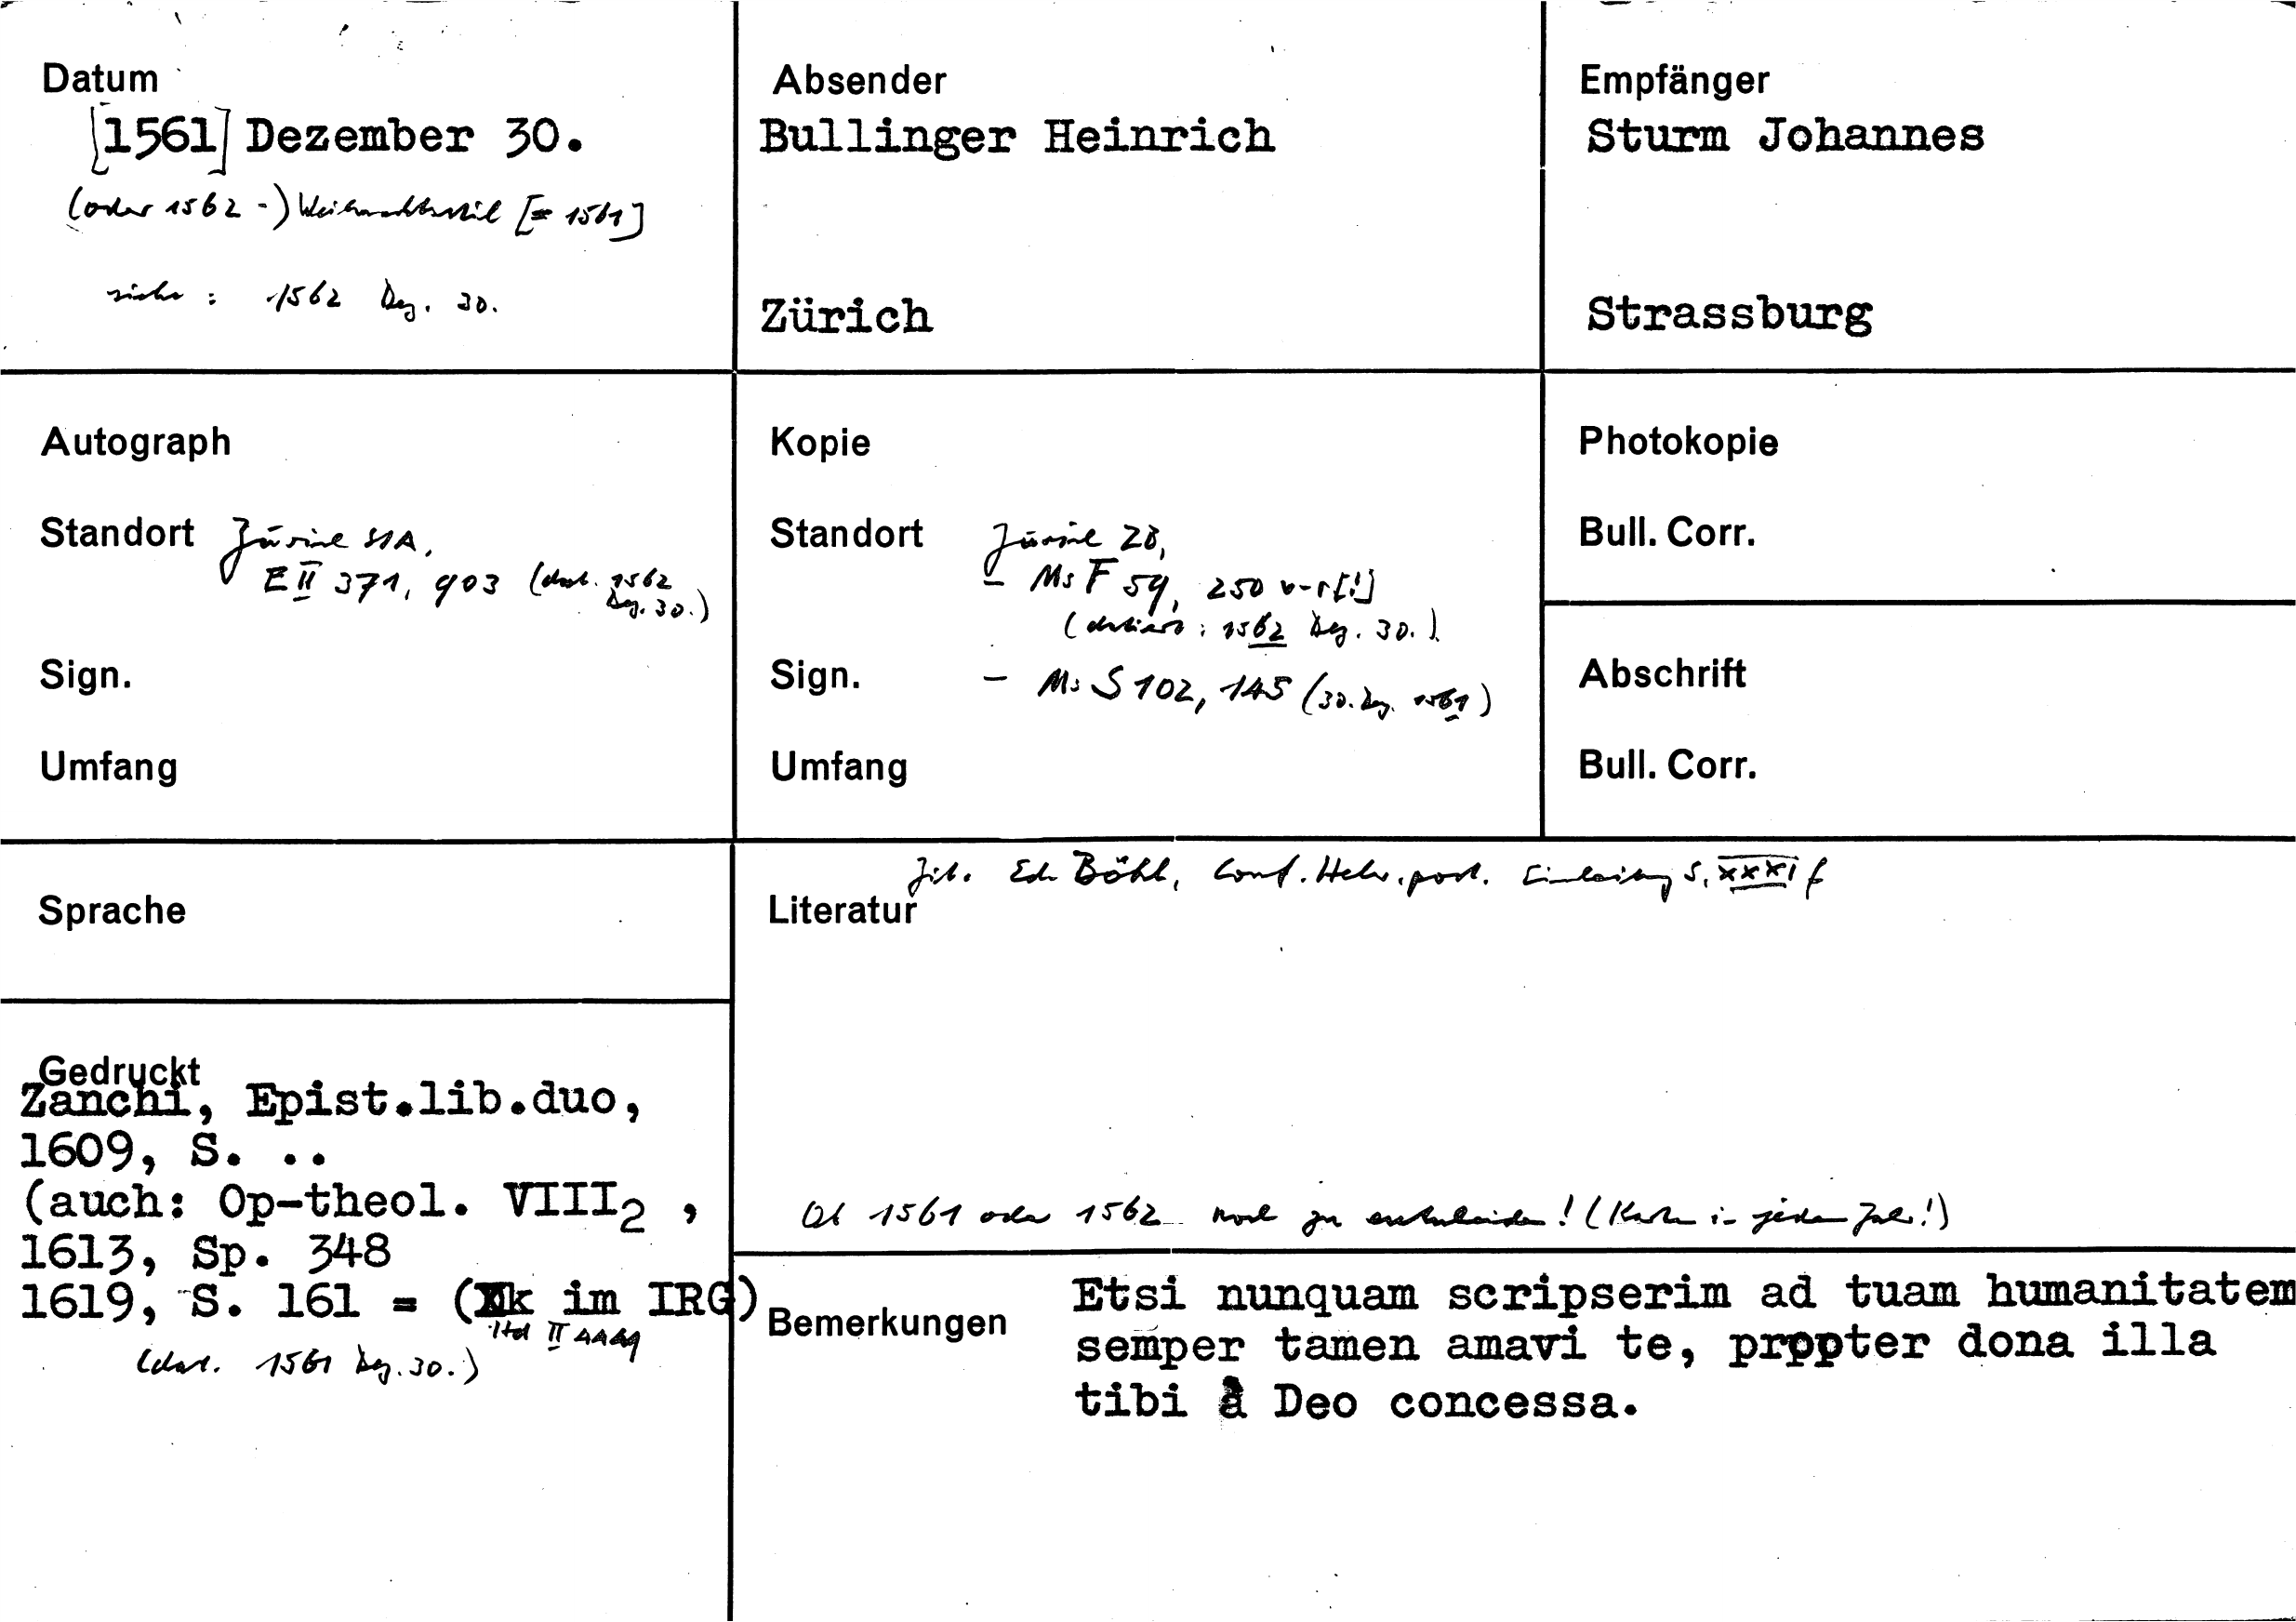 Datum
[1561] Dezember 30.
(oder 1562 -) Weihnachtsstil [= 1561]
siehe: 1562 Dez. 30.
Absender
Bullinger Heinrich
Zürich
Empfänger
Sturm Johannes
Strassburg
Autograph
Standort Zürich StA,
E II 371, 903 (dat. 1562
Dez. 30.)
Sign.
Umfang
Kopie
Standort Zürich ZB,
- Ms F 59, 250 v-r[!]
(datiert: 1562 Dez. 30.)
Sign. - Ms S 102, 145 (30. Dez. 1561)
Umfang
Photokopie
Bull. Corr.
Abschrift
Bull. Corr.
Sprache
Zit. Ed. Böhl, Conf. Helv. post. Einleitung S. XXXI f
Literatur
Ob 1561 oder 1562 noch zu entscheiden! (Karte in jedem Jahr!)
Gedruckt
Zanchi, Epist.lib.duo,
1609, S. ..
(auch: Op-theol. VIII2 ,
1613, Sp. 348
1619, S. 161 = ( im IRG)
II
(dat. 1561 Dez. 30.)
Bemerkungen
Etsi nunquam scripserim ad tuam humanitatem
semper tamen amavi te, prppter dona illa
tibi a Deo concessa.